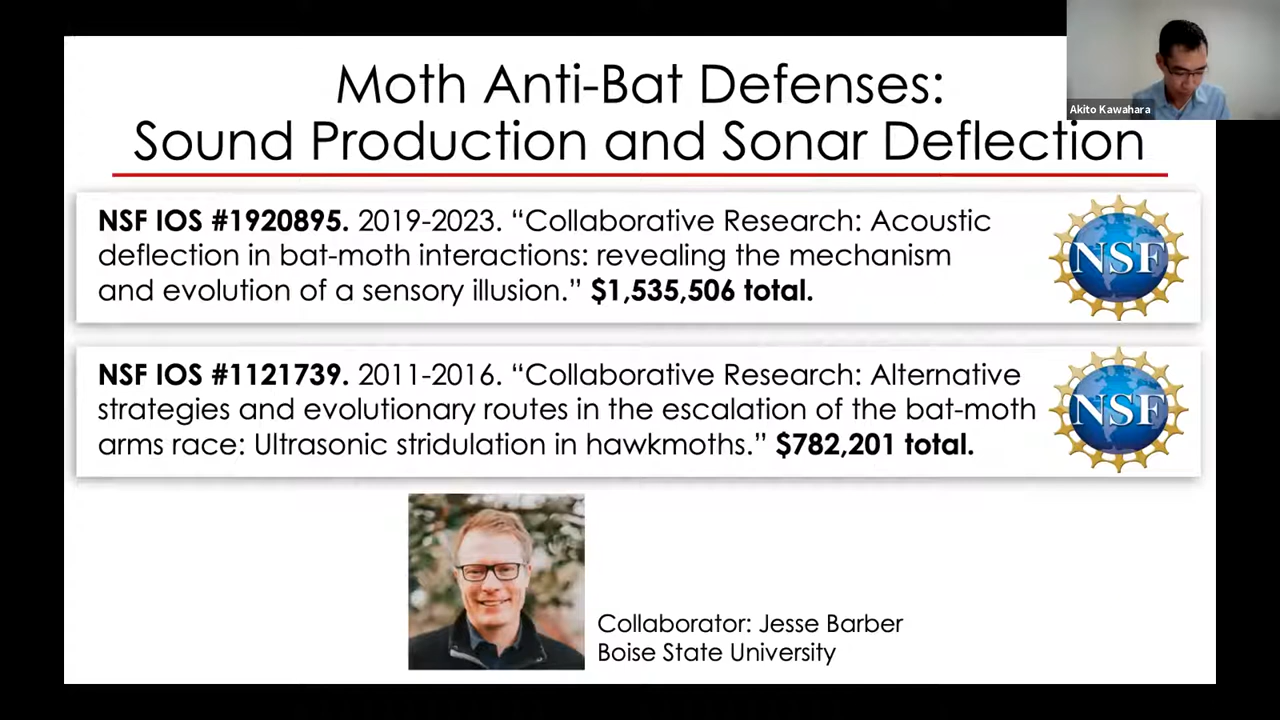 Moth Anti-Bat Defenses:
Sound Production and Sonar Deflection
Akito Kawahara
NSF IOS #1920895. 2019-2023. “Collaborative Research: Acoustic
deflection in bat-moth interactions: revealing the mechanism
and evolution of a sensory illusion.” $1,535,506 total.
NSF
NSF IOS #1121739. 2011-2016. “Collaborative Research: Alternative
strategies and evolutionary routes in the escalation of the bat-moth
arms race: Ultrasonic stridulation in hawkmoths.” $782,201 total.
NSF
Collaborator: Jesse Barber
Boise State University